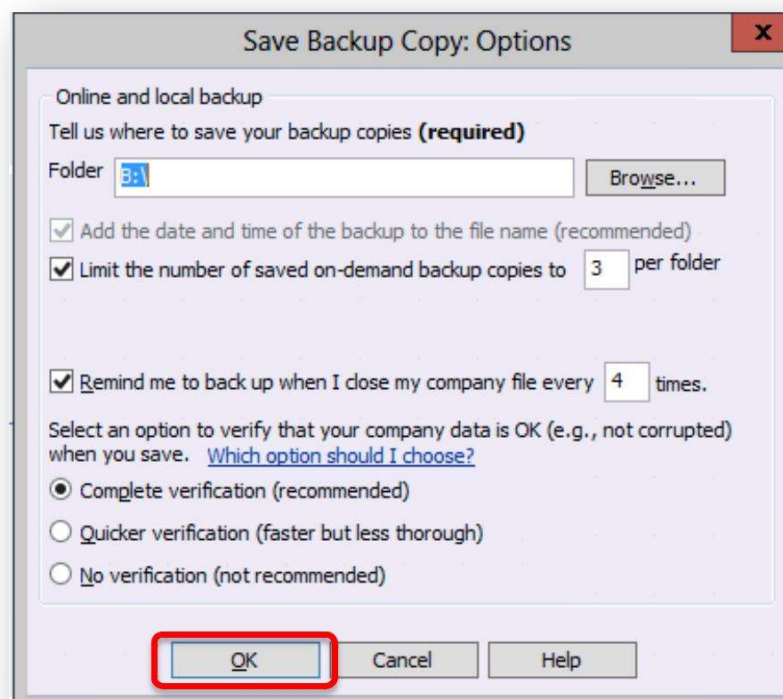 Save Backup Copy: Options
x
Online and local backup
Tell us where to save your backup copies (required)
Folder B:\ Browse...
Add the date and time of the backup to the file name (recommended)
Limit the number of saved on-demand backup copies to 3 per folder
Remind me to back up when I close my company file every 4 times.
Select an option to verify that your company data is OK (e.g., not corrupted)
when you save. Which option should I choose?
Complete verification (recommended)
Quicker verification (faster but less thorough)
No verification (not recommended)
OK Cancel Help